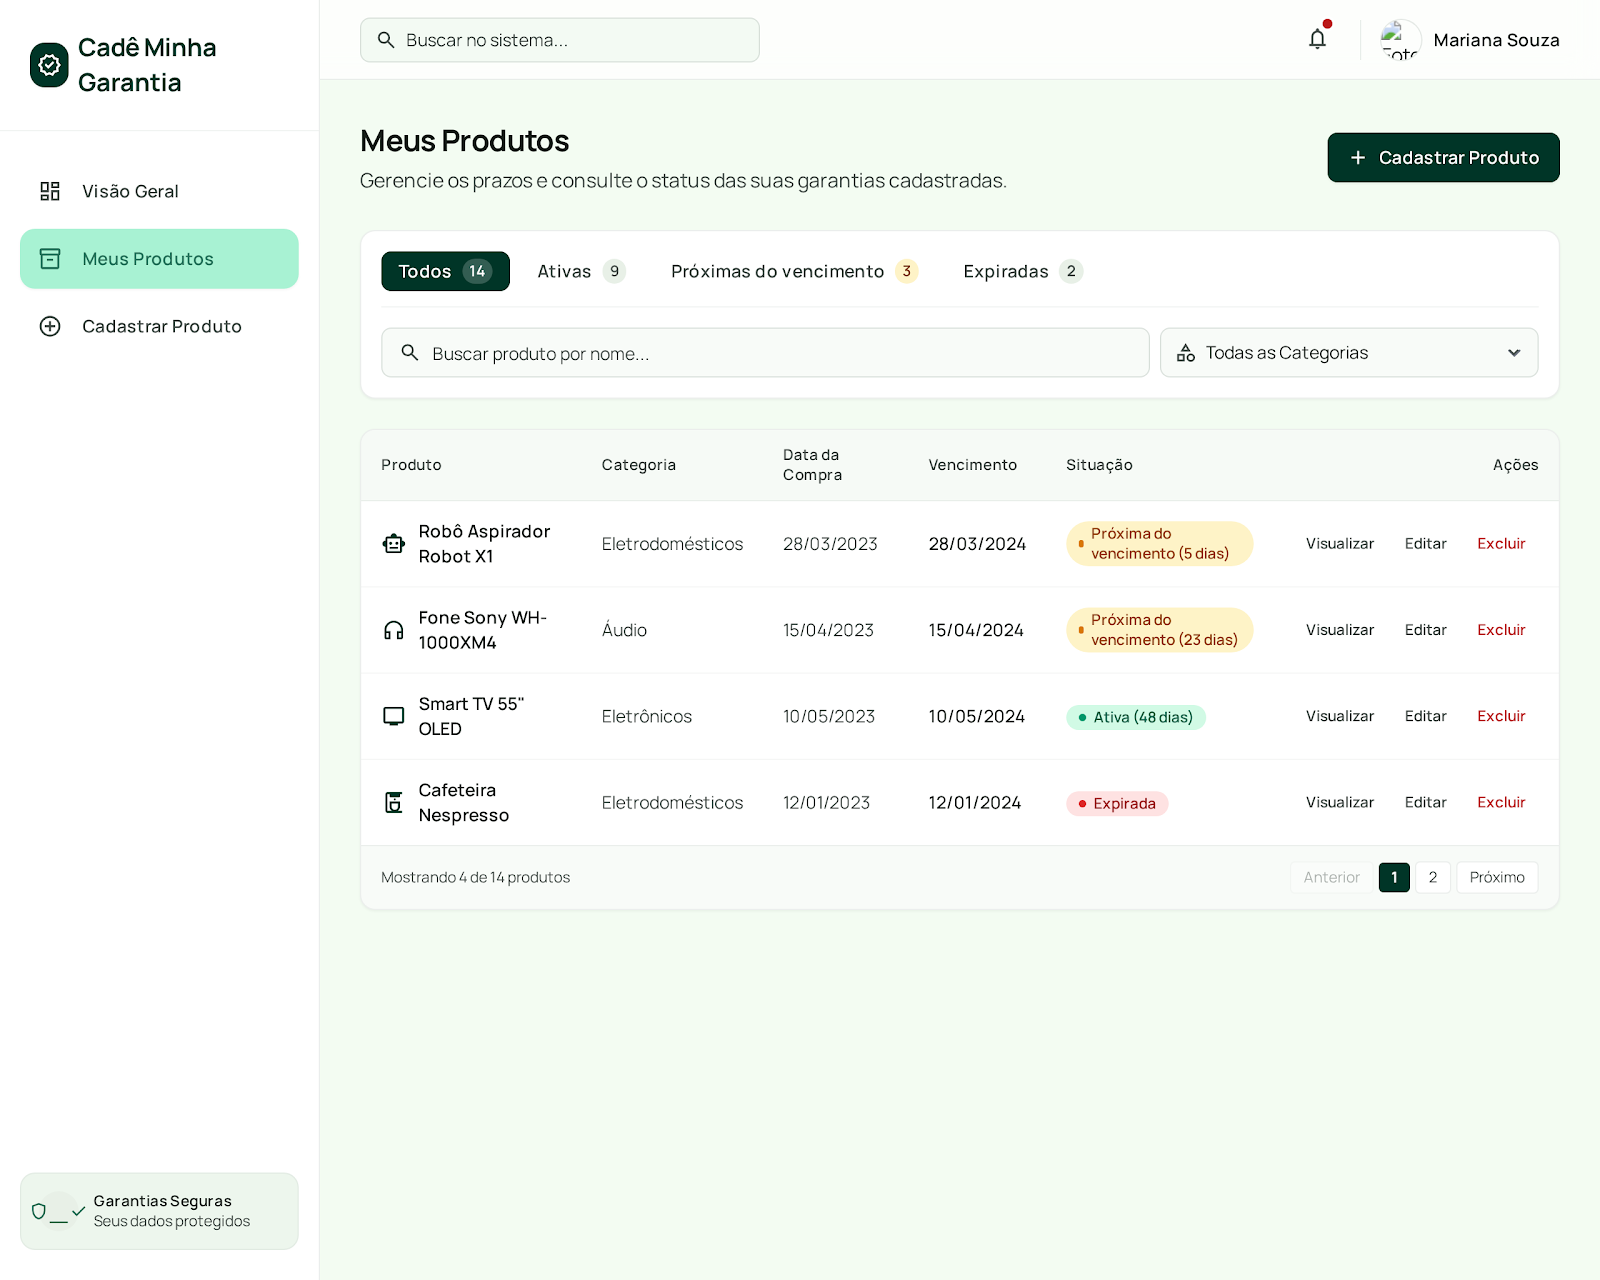 Cadê Minha
Garantia
Buscar no sistema...
Mariana Souza
Visão Geral
Meus Produtos
Cadastrar Produto
Meus Produtos
Gerencie os prazos e consulte o status das suas garantias cadastradas.
Cadastrar Produto
Todos 14 Ativas 9 Próximas do vencimento 3 Expiradas 2
Buscar produto por nome...
Todas as Categorias
Produto Categoria Data da Compra Vencimento Situação Ações
Robô Aspirador
Robot X1
Eletrodomésticos
28/03/2023
28/03/2024
Próxima do
vencimento (5 dias)
Visualizar Editar Excluir
Fone Sony WH-
1000XM4
Áudio
15/04/2023
15/04/2024
Próxima do
vencimento (23 dias)
Visualizar Editar Excluir
Smart TV 55"
OLED
Eletrônicos
10/05/2023
10/05/2024
Ativa (48 dias)
Visualizar Editar Excluir
Cafeteira
Nespresso
Eletrodomésticos
12/01/2023
12/01/2024
Expirada
Visualizar Editar Excluir
Mostrando 4 de 14 produtos
Anterior 1 2 Próximo
Garantias Seguras
Seus dados protegidos